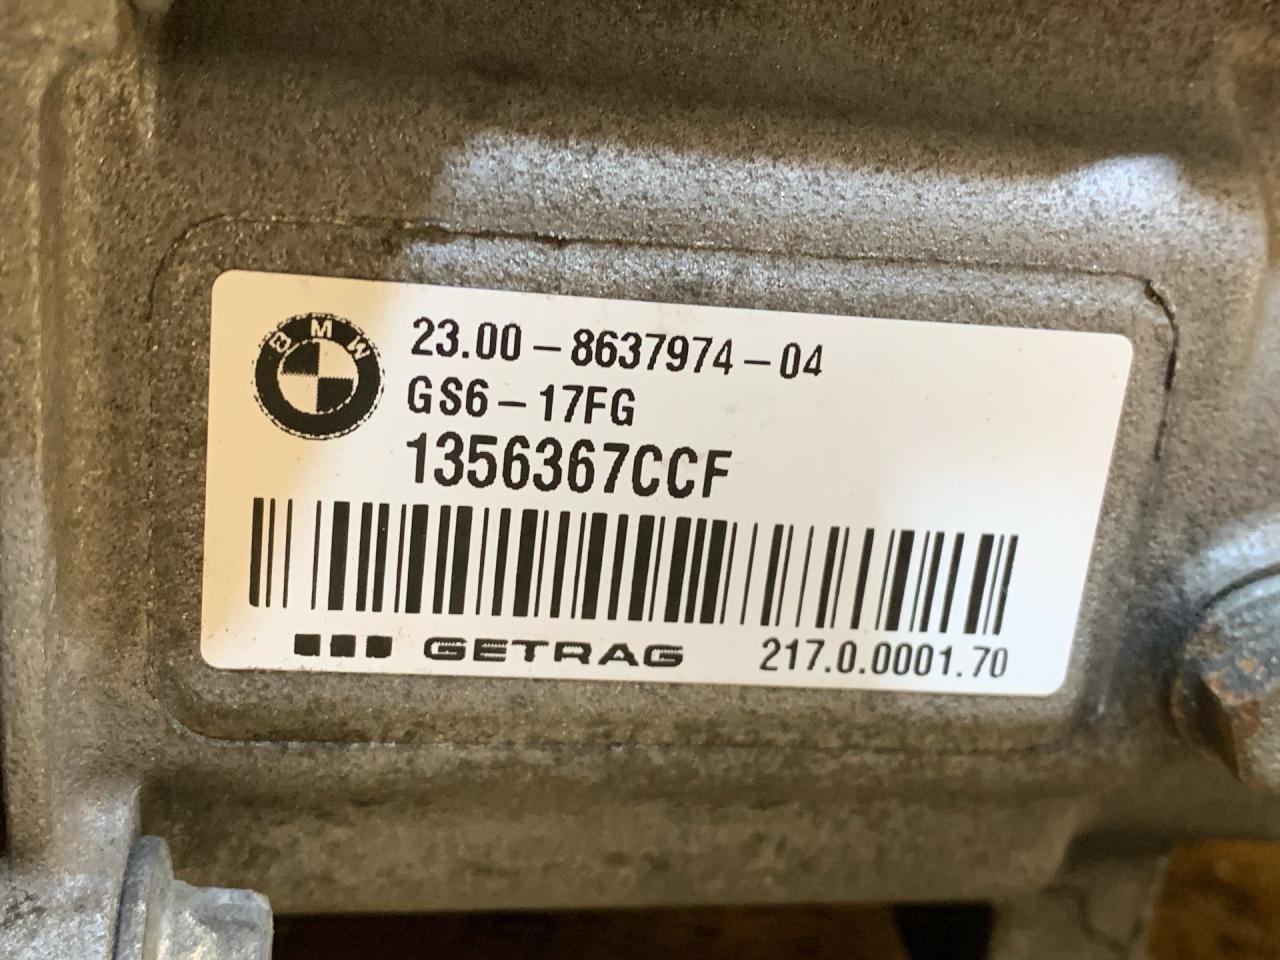 BMW
23.00-8637974-04
GS6-17FG
1356367CCF
GETRAG 217.0.0001.70